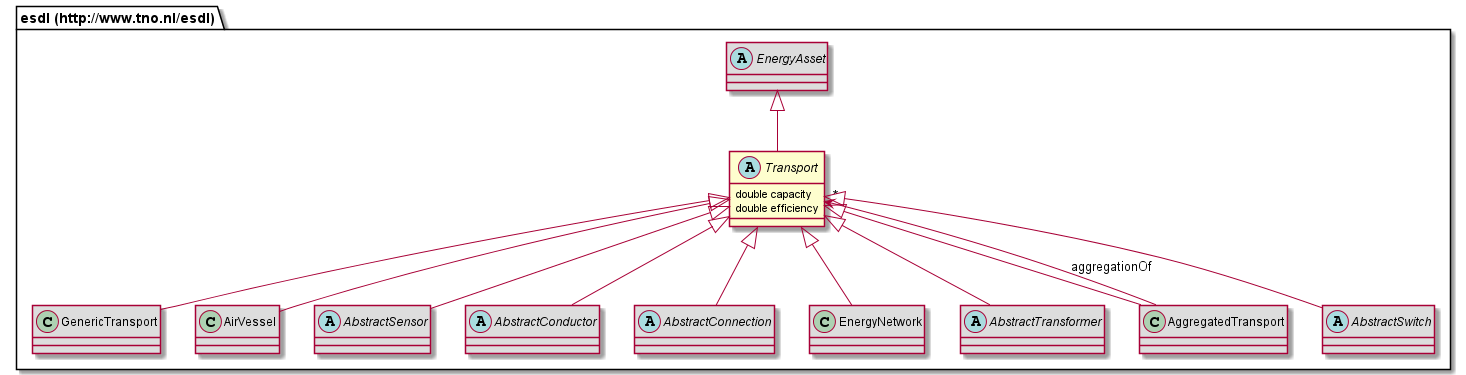 esdl (http://www.tno.nl/esdl)
A EnergyAsset
A Transport
double capacity
double efficiency
*
aggregationOf
C GenericTransport
C AirVessel
A AbstractSensor
A AbstractConductor
A AbstractConnection
C EnergyNetwork
A AbstractTransformer
C AggregatedTransport
A AbstractSwitch